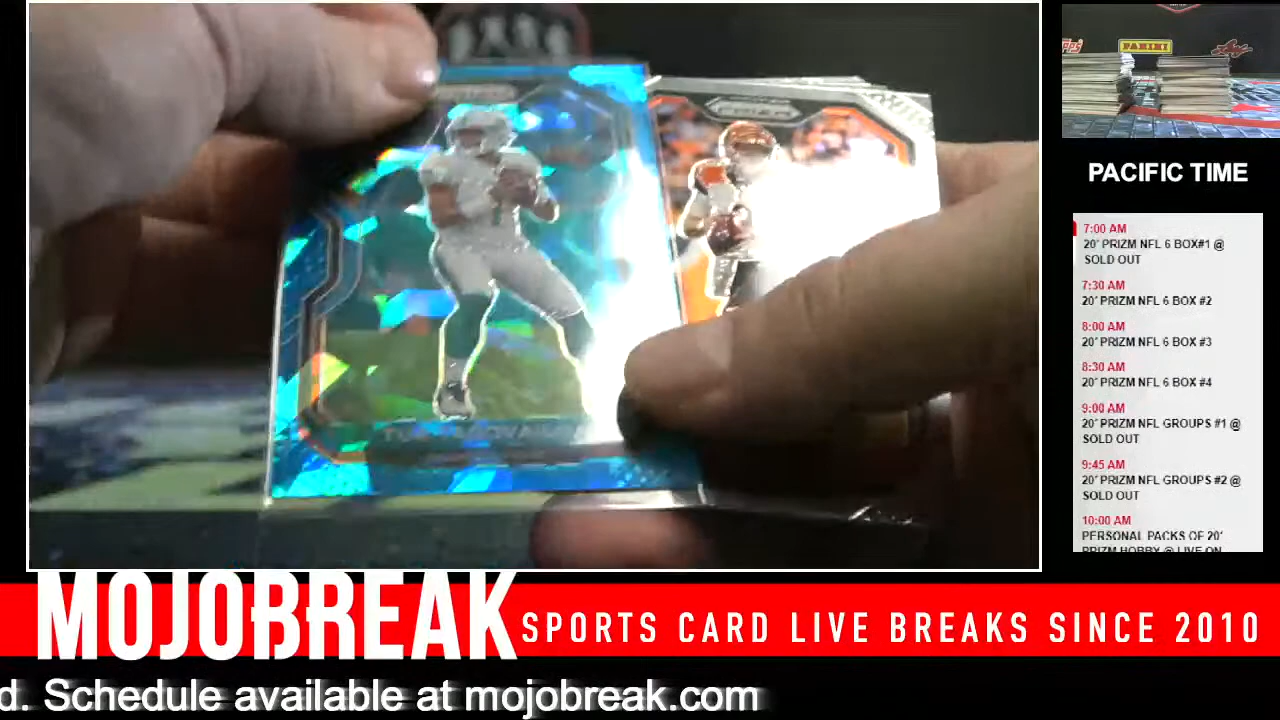 PANINI
PACIFIC TIME
7:00 AM
20' PRIZM NFL 6 BOX#1 @
SOLD OUT
7:30 AM
20' PRIZM NFL 6 BOX #2
8:00 AM
20' PRIZM NFL 6 BOX #3
8:30 AM
20' PRIZM NFL 6 BOX #4
9:00 AM
20' PRIZM NFL GROUPS #1 @
SOLD OUT
9:45 AM
20' PRIZM NFL GROUPS #2 @
SOLD OUT
10:00 AM
PERSONAL PACKS OF 20'
PRIZM HOBBY @ LIVE ON
MOJOBREAK
SPORTS CARD LIVE BREAKS SINCE 2010
d. Schedule available at mojobreak.com